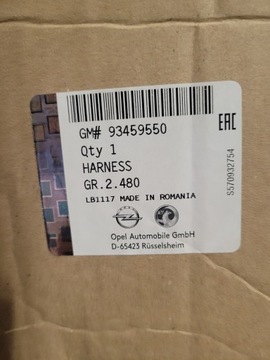 GM# 93459550
Qty 1
HARNESS
GR.2.480
LB1117 MADE IN ROMANIA
Opel Automobile GmbH
D-65423 Rüsselsheim
EAC
S570932754